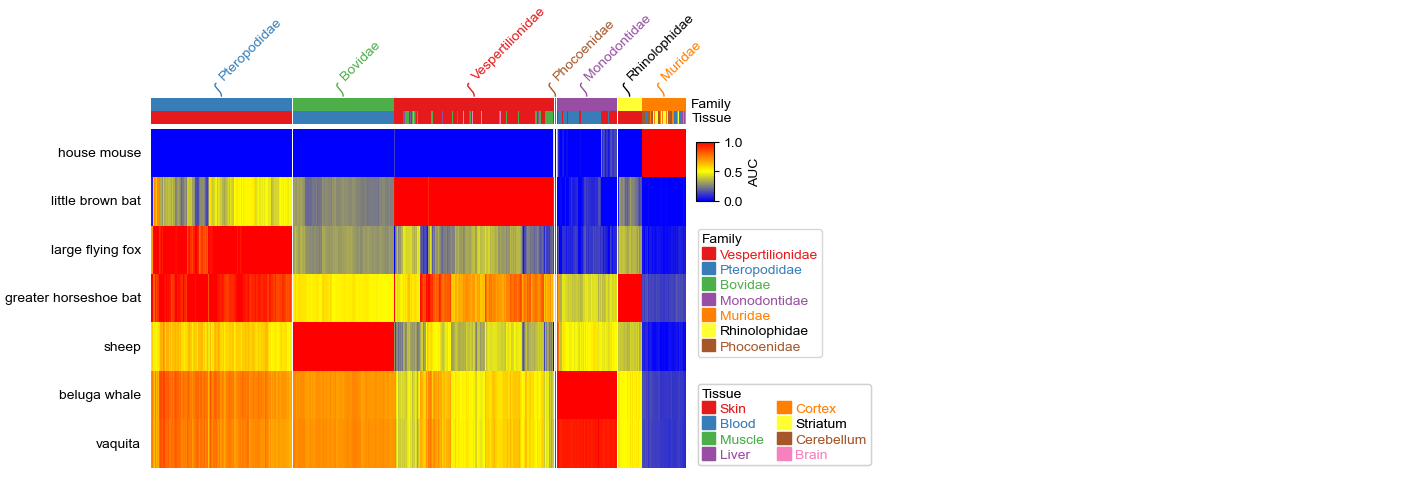 Pteropodidae
Bovidae
Vespertilionidae
Phocoenidae
Monodontidae
Rhinolophidae
Muridae
Family
Tissue
house mouse
little brown bat
large flying fox
greater horseshoe bat
sheep
beluga whale
vaquita
1.0
0.5
0.0
AUC
Family
Vespertilionidae
Pteropodidae
Bovidae
Monodontidae
Muridae
Rhinolophidae
Phocoenidae
Tissue
Skin Cortex
Blood Striatum
Muscle Cerebellum
Liver Brain